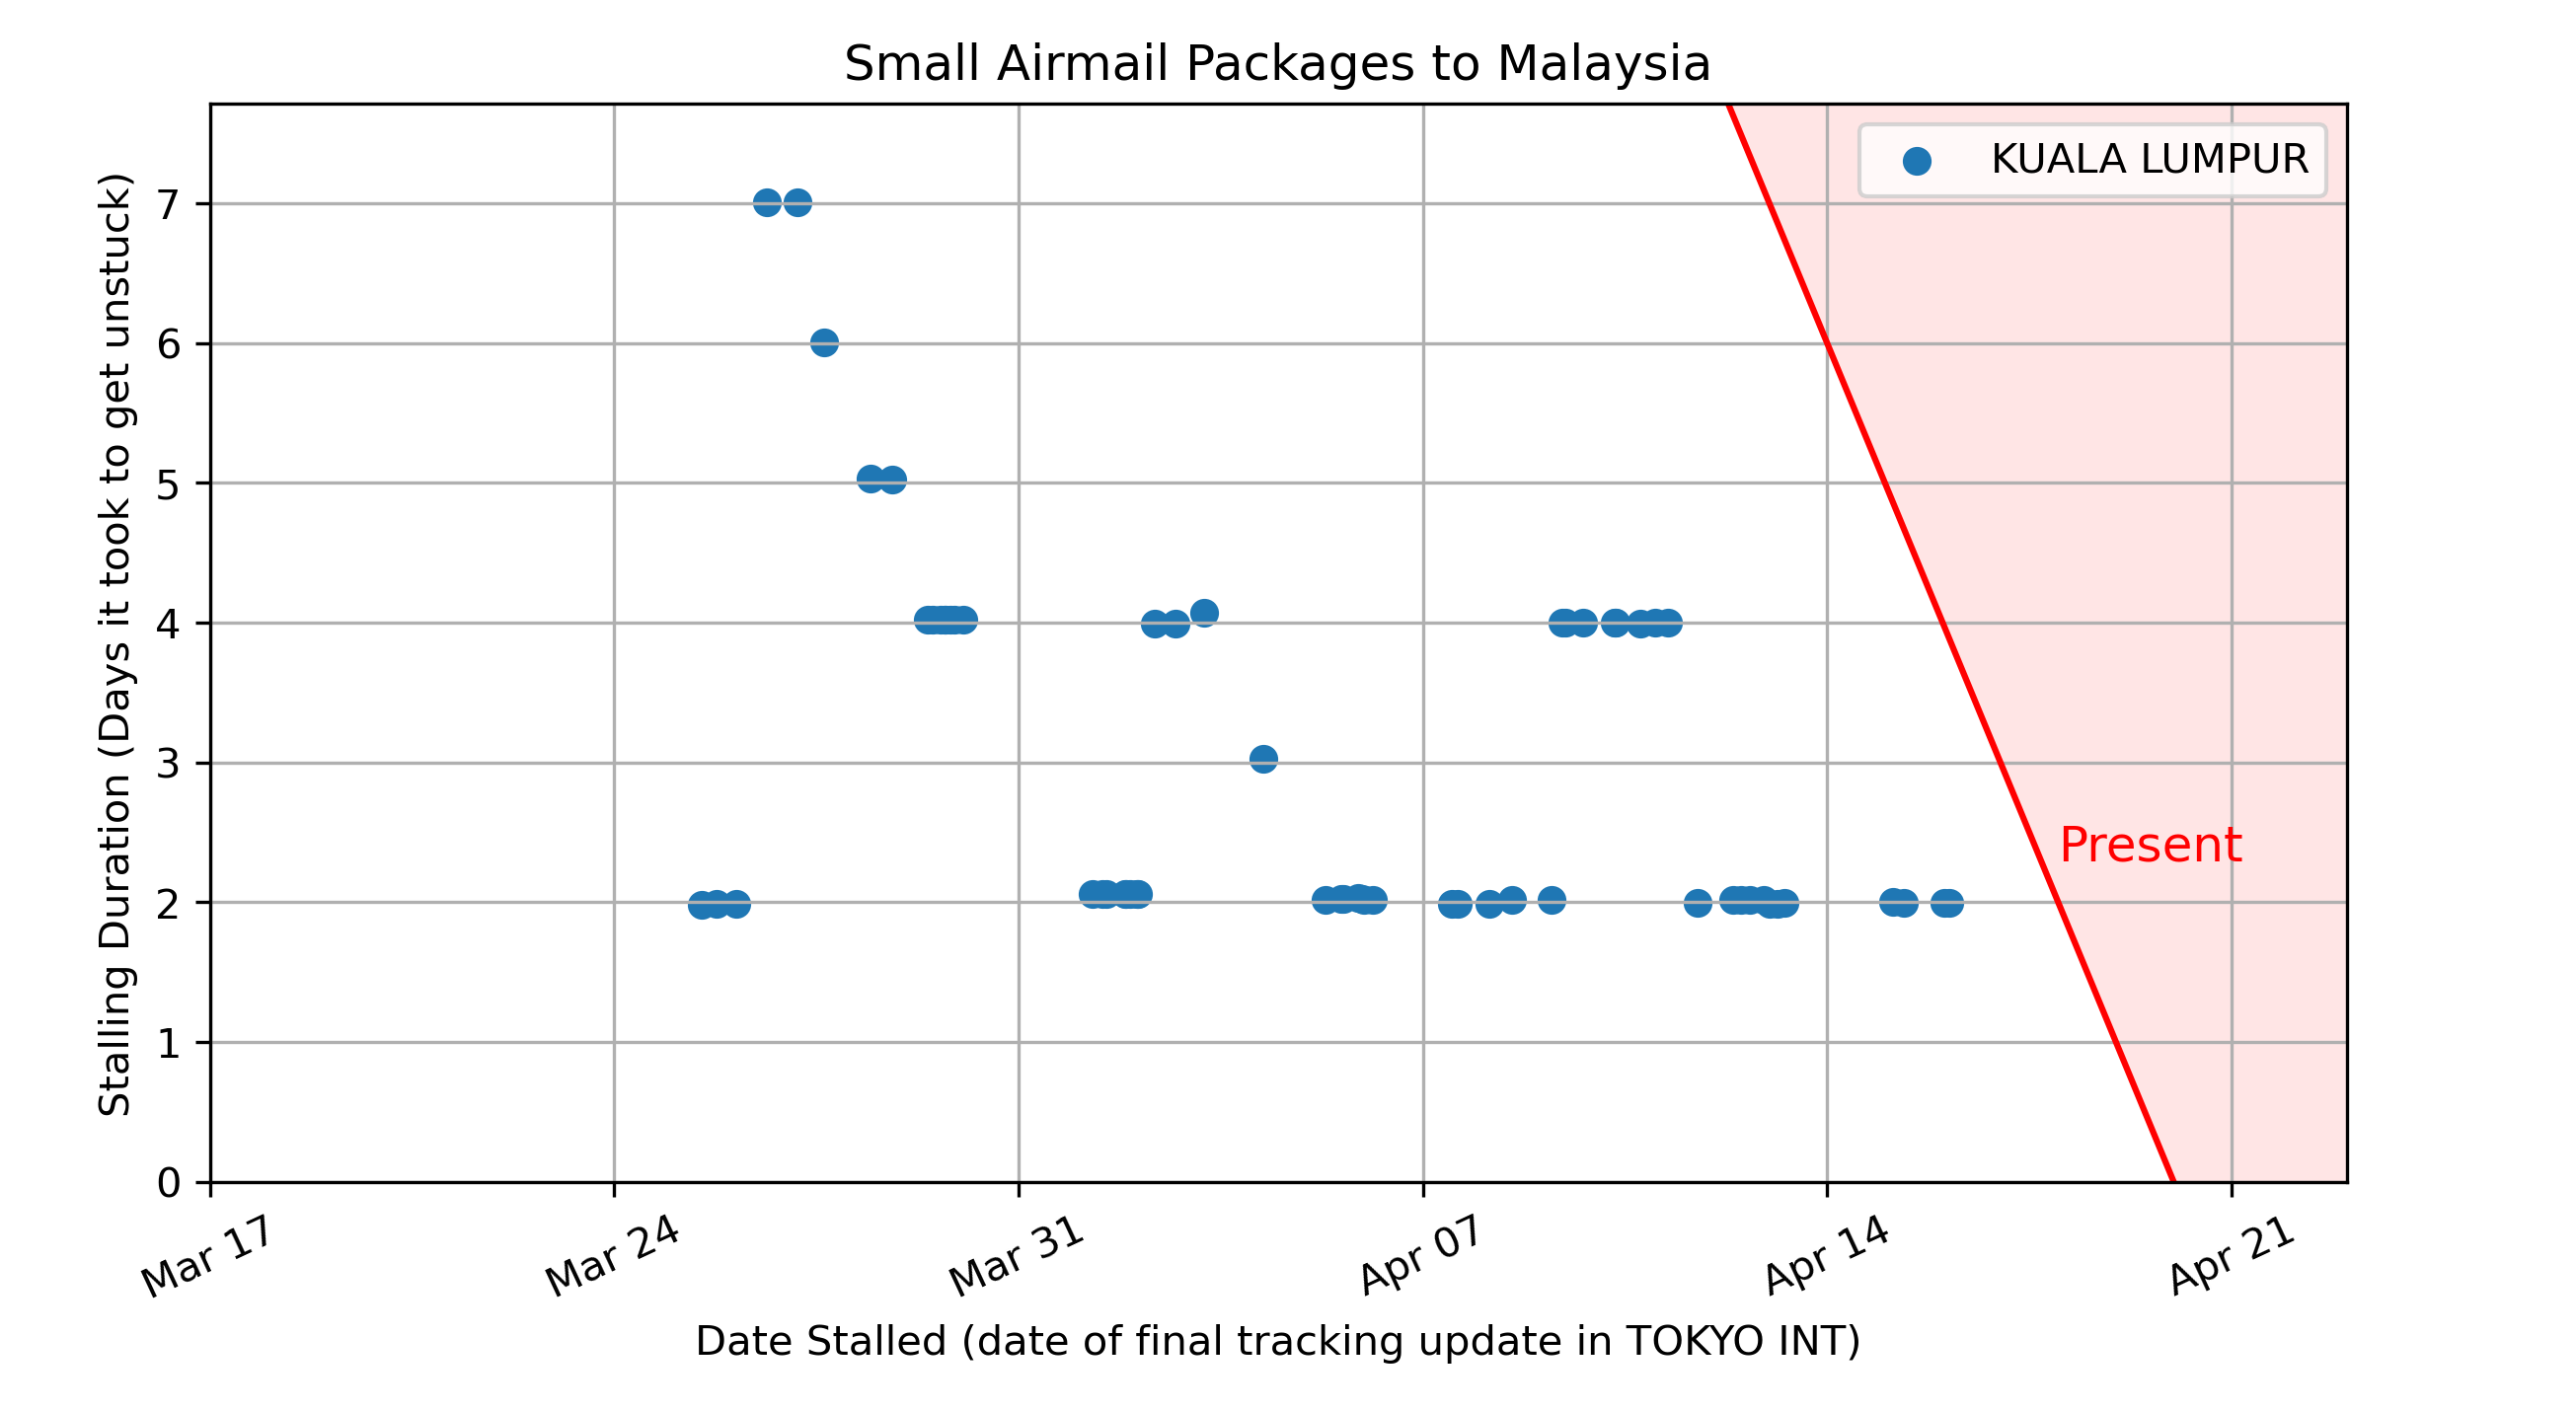 Small Airmail Packages to Malaysia
KUALA LUMPUR
Stalling Duration (Days it took to get unstuck)
7
6
5
4
3
2
1
0
Present
Mar 17
Mar 24
Mar 31
Apr 07
Apr 14
Apr 21
Date Stalled (date of final tracking update in TOKYO INT)